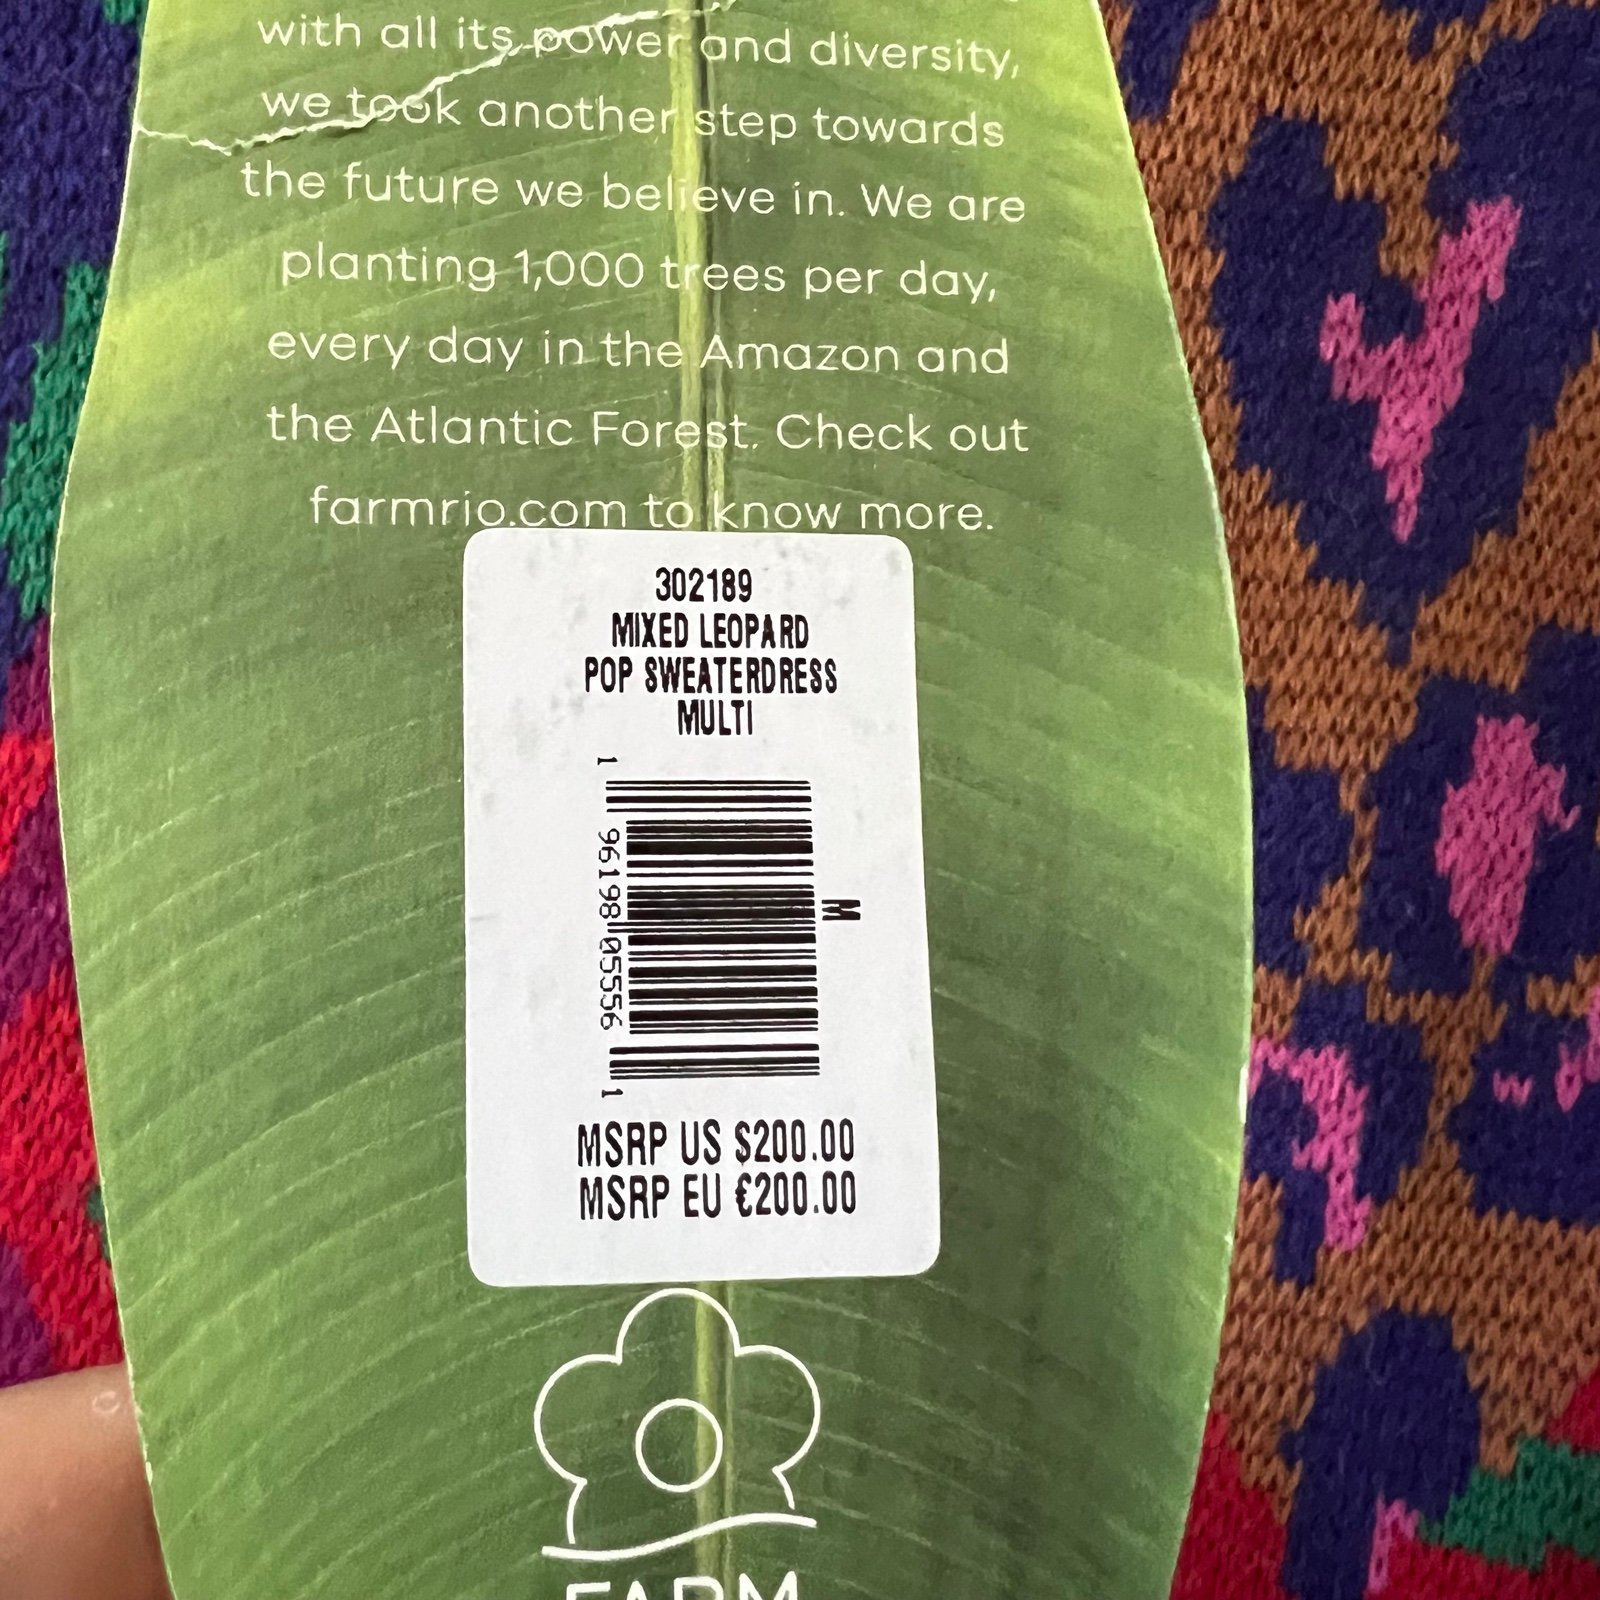 with all its power and diversity,
we took another step towards
the future we believe in. We are
planting 1,000 trees per day,
every day in the Amazon and
the Atlantic Forest. Check out
farmrio.com to know more.
302189
MIXED LEOPARD
POP SWEATERDRESS
MULTI
1 96198 05556 1
M
MSRP US $200.00
MSRP EU €200.00
FARM